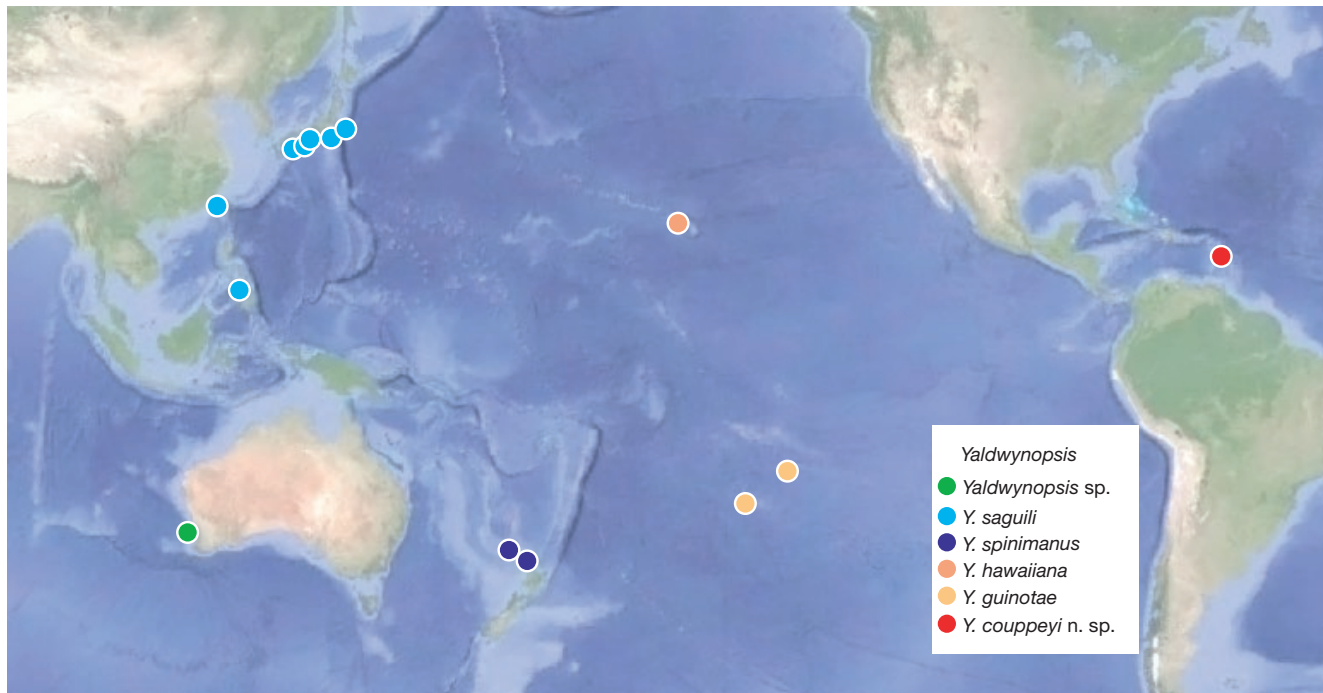 Yaldwynopsis
Yaldwynopsis sp.
Y. saguili
Y. spinimanus
Y. hawaiiana
Y. guinotae
Y. couppeyi n. sp.